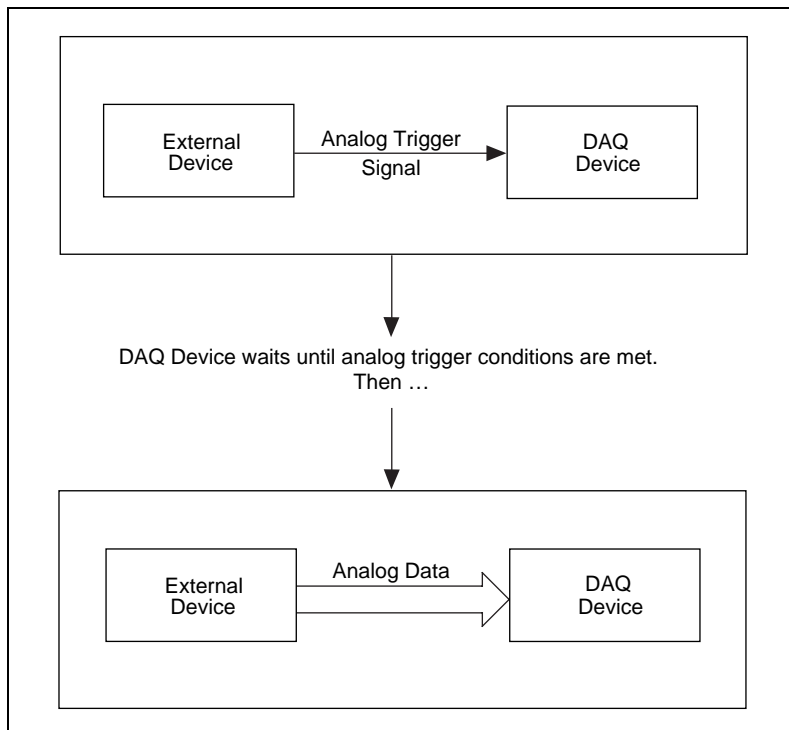 External
Device
Analog Trigger
Signal
DAQ
Device
DAQ Device waits until analog trigger conditions are met.
Then …
External
Device
Analog Data
DAQ
Device